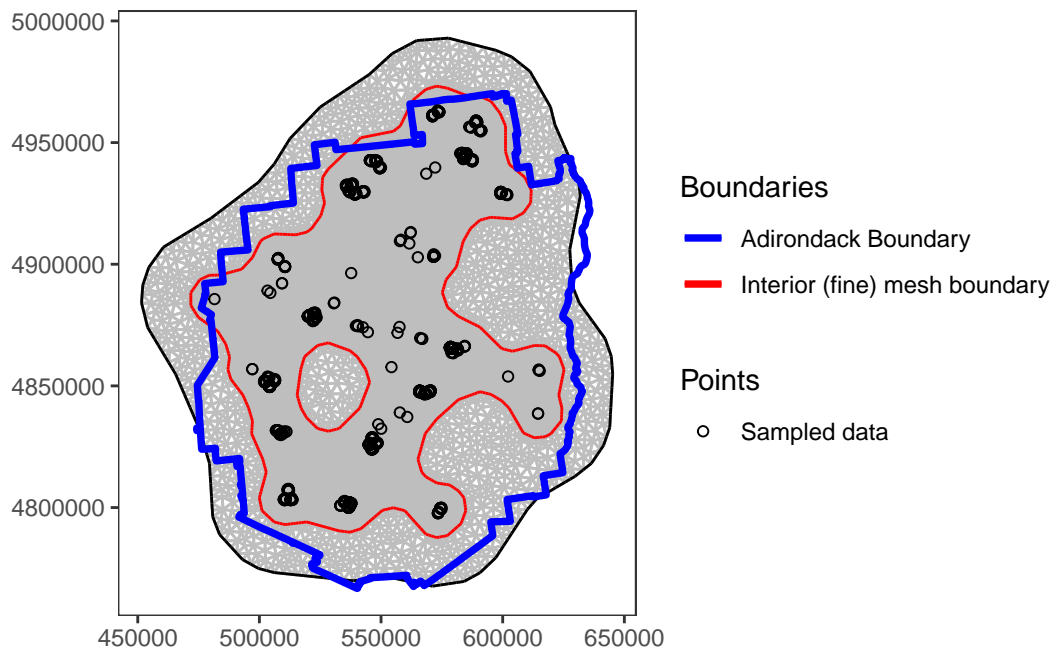 5000000
4950000
4900000
4850000
4800000
450000 500000 550000 600000 650000
Boundaries
Adirondack Boundary
Interior (fine) mesh boundary
Points
Sampled data